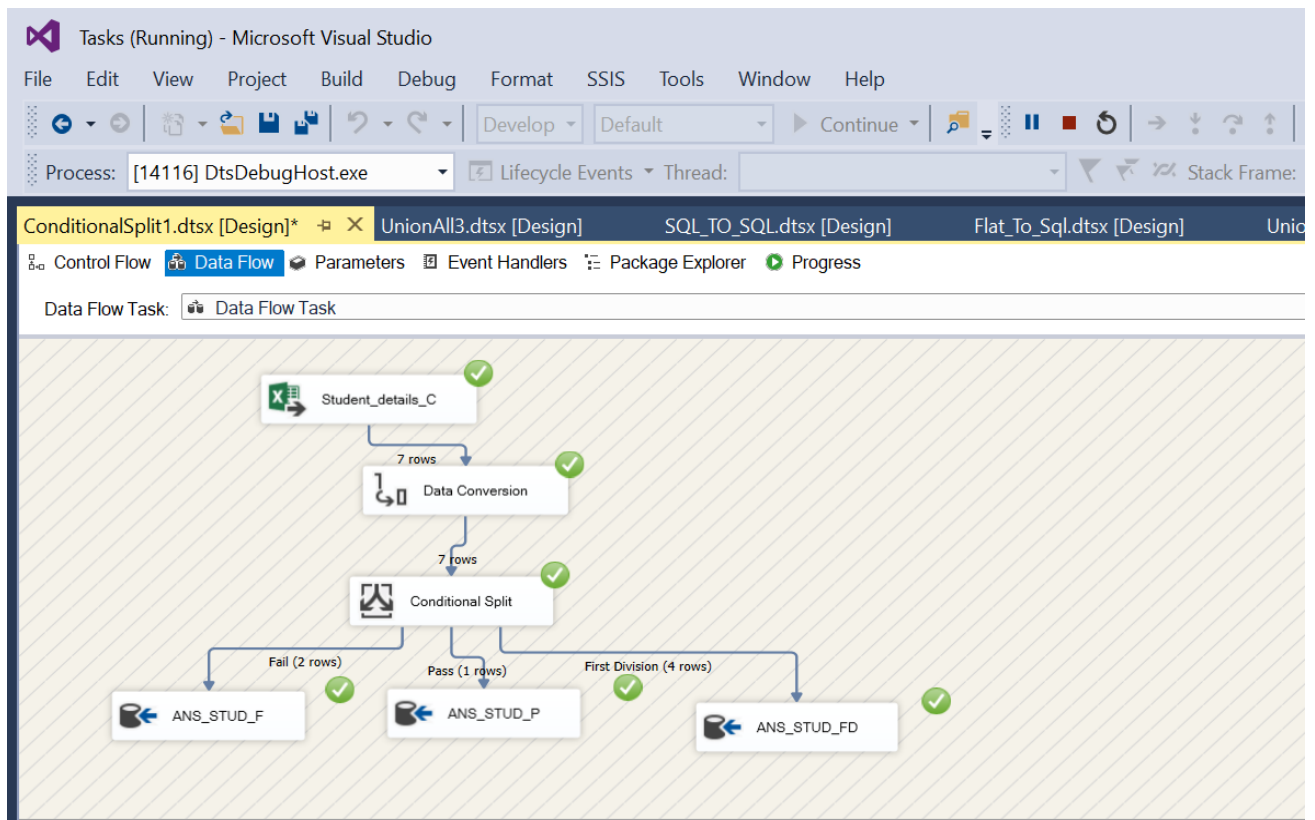 Tasks (Running) - Microsoft Visual Studio
File Edit View Project Build Debug Format SSIS Tools Window Help
Develop Default Continue
Process: [14116] DtsDebugHost.exe Lifecycle Events Thread: Stack Frame:
ConditionalSplit1.dtsx [Design]* UnionAll3.dtsx [Design] SQL_TO_SQL.dtsx [Design] Flat_To_Sql.dtsx [Design] Unio
Control Flow Data Flow Parameters Event Handlers Package Explorer Progress
Data Flow Task: Data Flow Task
Student_details_C
7 rows
Data Conversion
7 rows
Conditional Split
Fail (2 rows) Pass (1 rows) First Division (4 rows)
ANS_STUD_F ANS_STUD_P ANS_STUD_FD